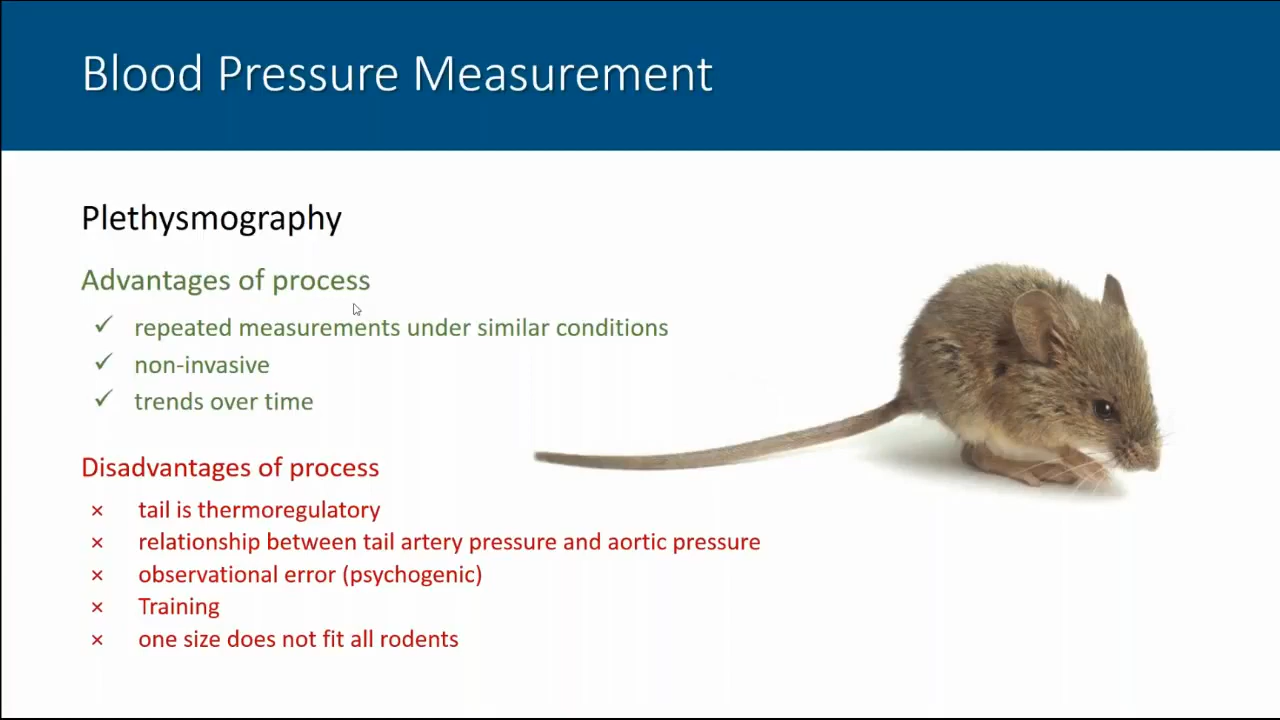 Blood Pressure Measurement
Plethysmography
Advantages of process
✓ repeated measurements under similar conditions
✓ non-invasive
✓ trends over time
Disadvantages of process
× tail is thermoregulatory
× relationship between tail artery pressure and aortic pressure
× observational error (psychogenic)
× Training
× one size does not fit all rodents